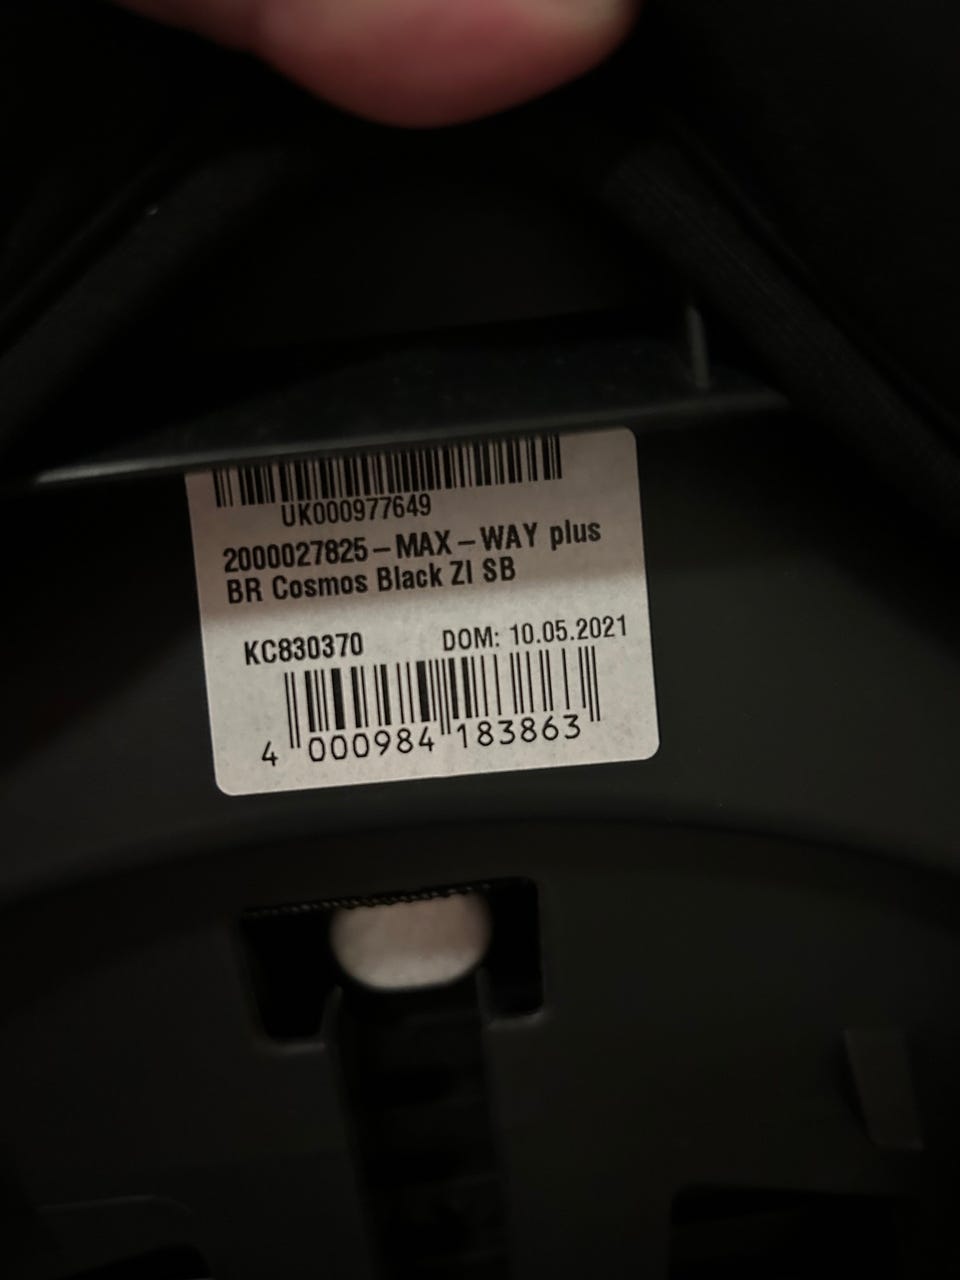 UK000977649
2000027825-MAX-WAY plus
BR Cosmos Black ZI SB
KC830370 DOM: 10.05.2021
4 000984 183863